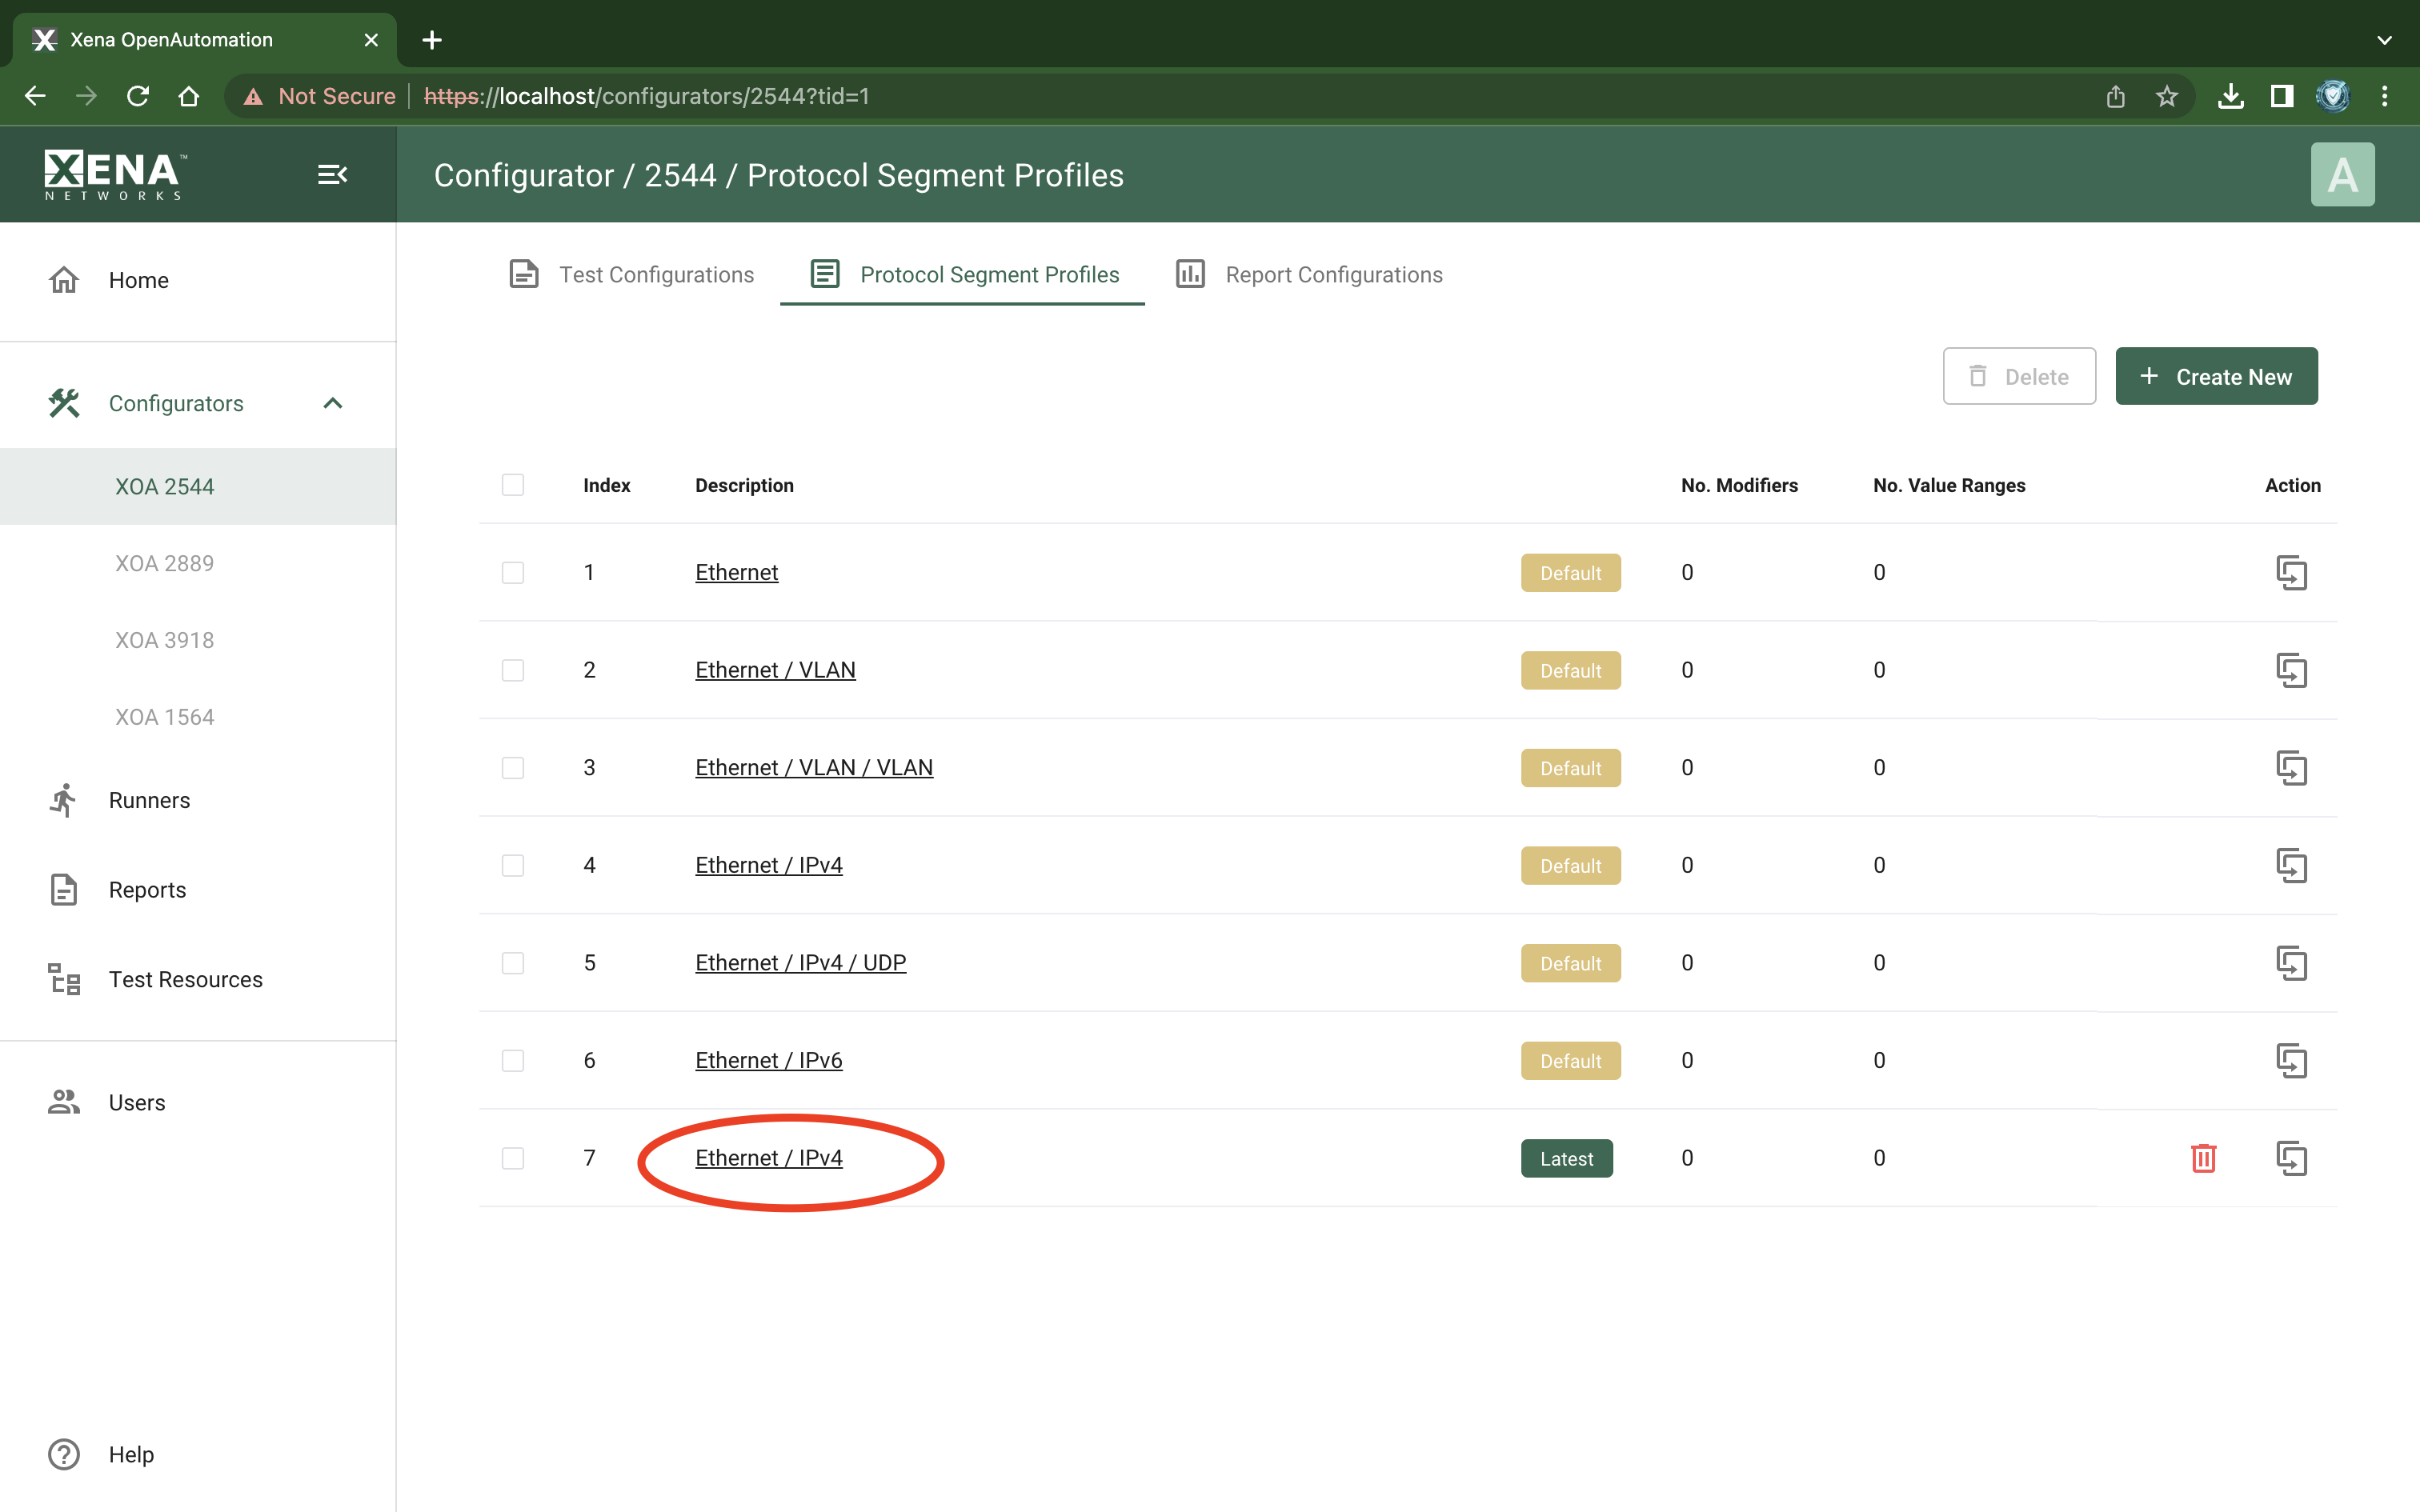 Xena OpenAutomation
Not Secure https://localhost/configurators/2544?tid=1
XENA™
NETWORKS
Configurator / 2544 / Protocol Segment Profiles
A
Home
Configurators
XOA 2544
XOA 2889
XOA 3918
XOA 1564
Runners
Reports
Test Resources
Users
Help
Test Configurations Protocol Segment Profiles Report Configurations
Delete + Create New
Index Description No. Modifiers No. Value Ranges Action
1 Ethernet Default 0 0
2 Ethernet / VLAN Default 0 0
3 Ethernet / VLAN / VLAN Default 0 0
4 Ethernet / IPv4 Default 0 0
5 Ethernet / IPv4 / UDP Default 0 0
6 Ethernet / IPv6 Default 0 0
7 Ethernet / IPv4 Latest 0 0